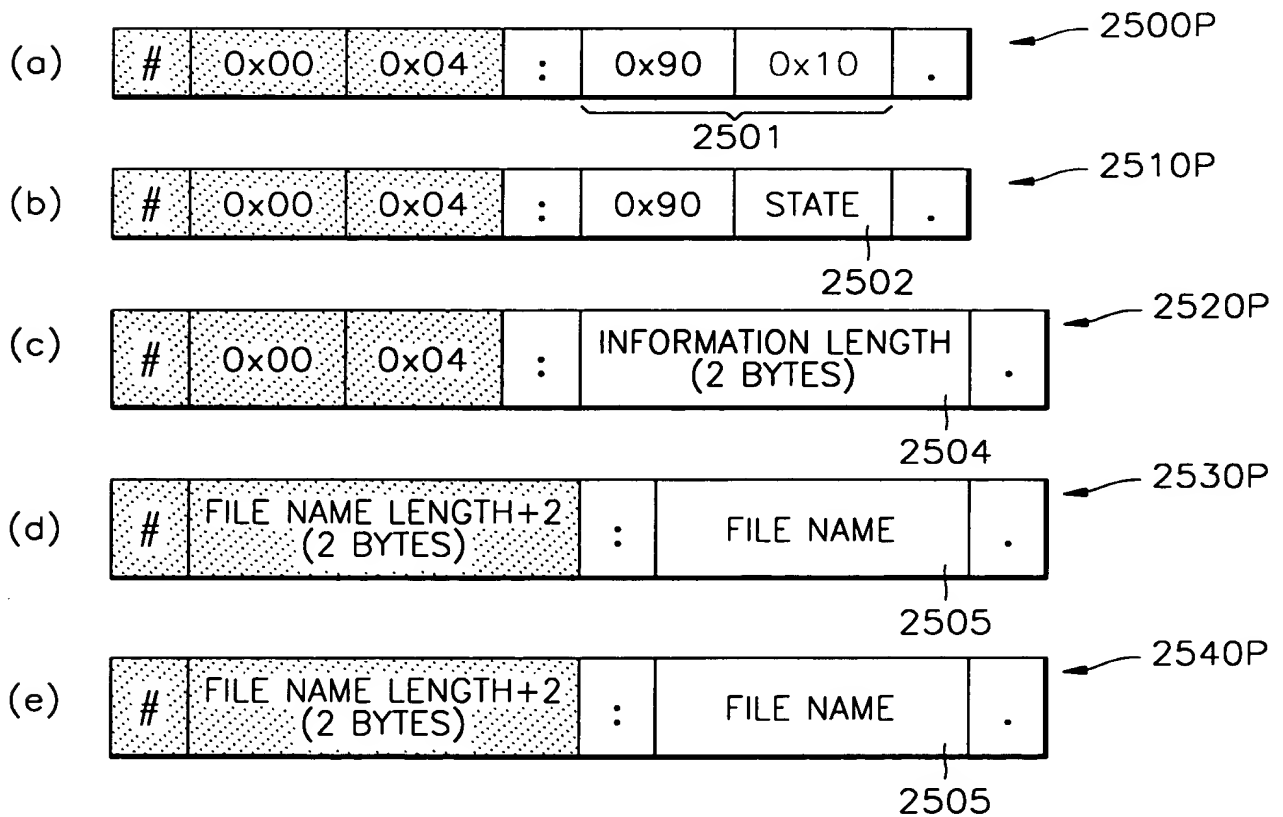 (a) # 0x00 0x04 : 0x90 0x10 . 2500P
2501
(b) # 0x00 0x04 : 0x90 STATE . 2510P
2502
(c) # 0x00 0x04 : INFORMATION LENGTH (2 BYTES) . 2520P
2504
(d) # FILE NAME LENGTH+2 (2 BYTES) : FILE NAME . 2530P
2505
(e) # FILE NAME LENGTH+2 (2 BYTES) : FILE NAME . 2540P
2505